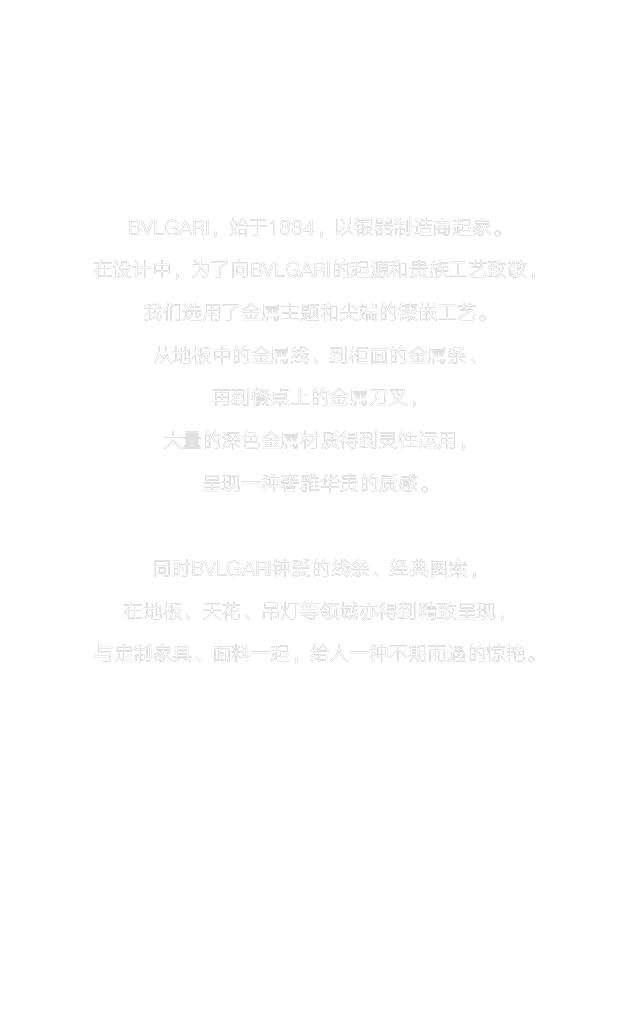 BVLGARI，始于1884，以银器制造商起家。
在设计中，为了向BVLGARI的起源和贵族工艺致敬，
我们选用了金属主题和尖端的镶嵌工艺。
从地板中的金属线、到柜面的金属条、
再到餐桌上的金属刀叉，
大量的深色金属材质得到灵性运用，
呈现一种奢雅华贵的质感。
同时BVLGARI钟爱的线条、经典图案，
在地板、天花、吊灯等领域亦得到精致呈现，
与定制家具、面料一起，给人一种不期而遇的惊艳。